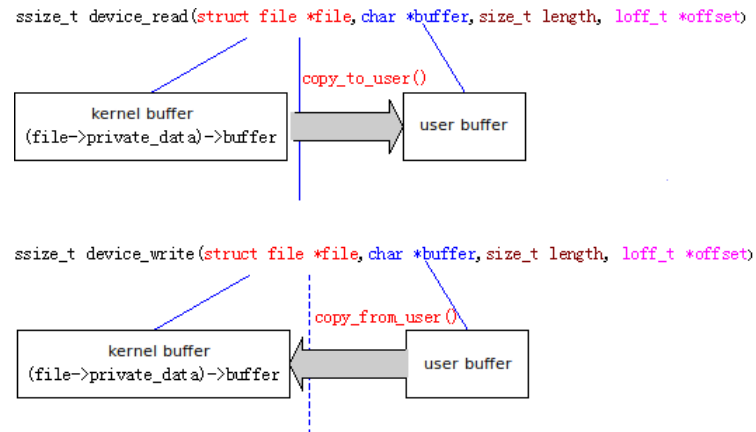 ssize_t device_read(struct file *file, char *buffer, size_t length, loff_t *offset)
copy_to_user()
kernel buffer
(file->private_data)->buffer
user buffer
ssize_t device_write(struct file *file, char *buffer, size_t length, loff_t *offset)
copy_from_user()
kernel buffer
(file->private_data)->buffer
user buffer